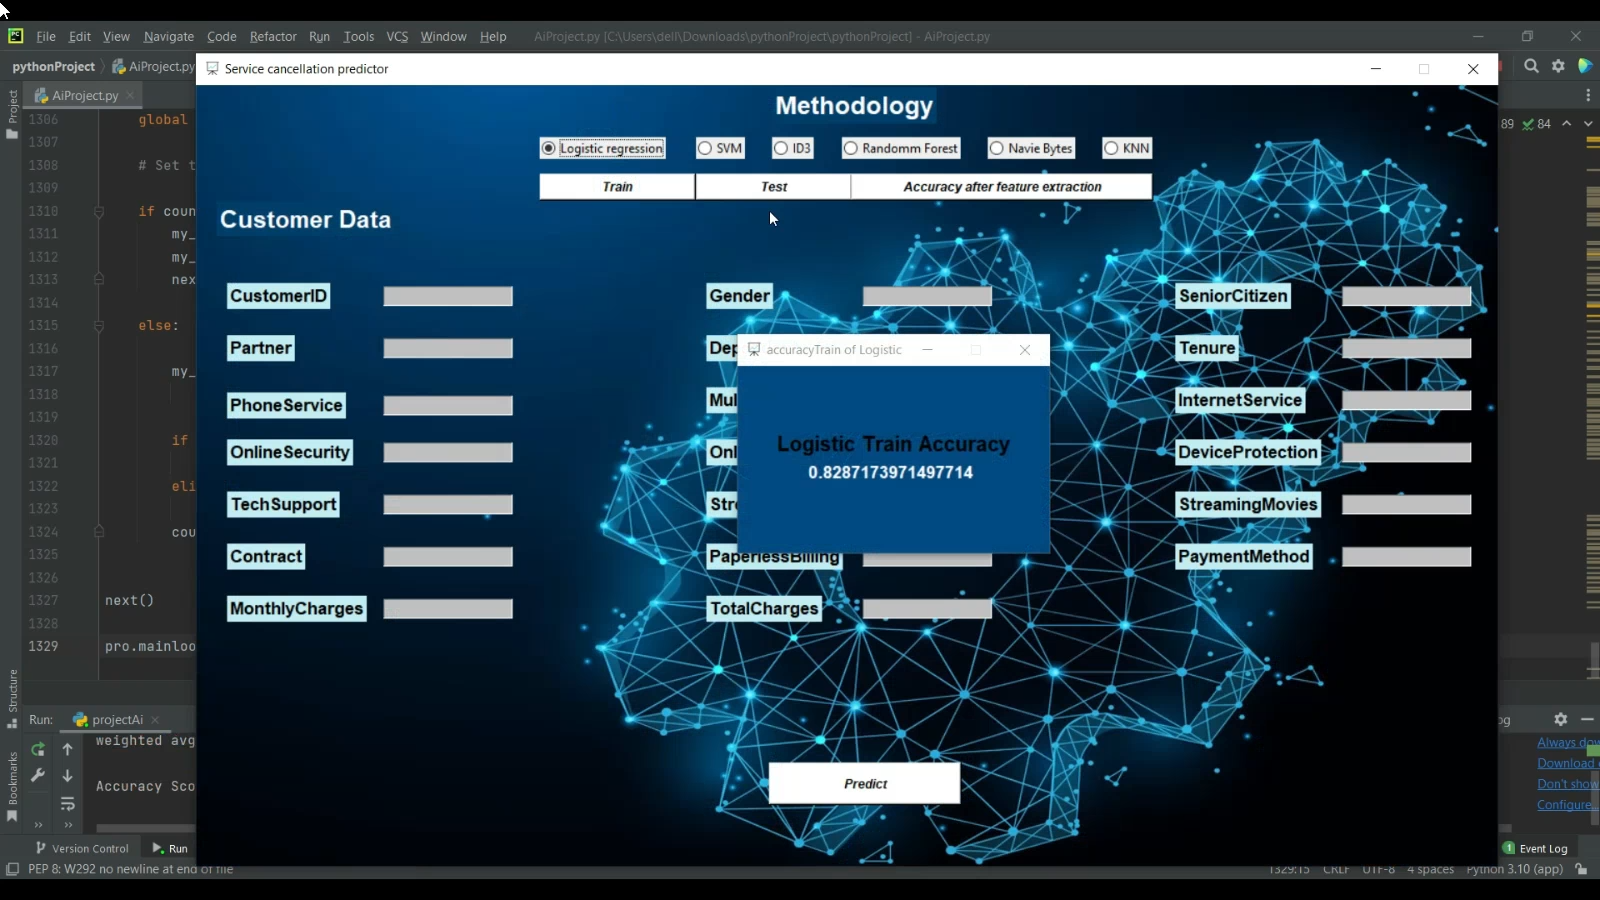 File Edit View Navigate Code Refactor Run Tools VCS Window Help AiProject.py [C:\Users\dell\Downloads\pythonProject\pythonProject] - AiProject.py
pythonProject AiProject.py
Service cancellation predictor
Project
AiProject.py
89 84
Methodology
Logistic regression SVM ID3 Randomm Forest Navie Bytes KNN
Train Test Accuracy after feature extraction
Customer Data
1306 global
1307
1308 # Set t
1309
1310 if coun
1311 my_
1312 my_
1313 nex
1314
1315 else:
1316
1317 my_
1318
1319
1320 if
1321
1322 eli
1323
1324 cou
1325
1326
1327 next()
1328
1329 pro.mainloo
CustomerID Gender SeniorCitizen
Partner Dep Tenure
PhoneService Mul InternetService
OnlineSecurity Onl DeviceProtection
TechSupport Str StreamingMovies
Contract PaperlessBilling PaymentMethod
MonthlyCharges TotalCharges
accuracyTrain of Logistic
Logistic Train Accuracy
0.8287173971497714
Predict
Structure
Bookmarks
Run: projectAi
weighted avg
Accuracy Sco
og
Always dow
Download
Don't show
Configure...
Version Control Run 1 Event Log
PEP 8: W292 no newline at end of file 1329:15 CRLF UTF-8 4 spaces Python 3.10 (app)